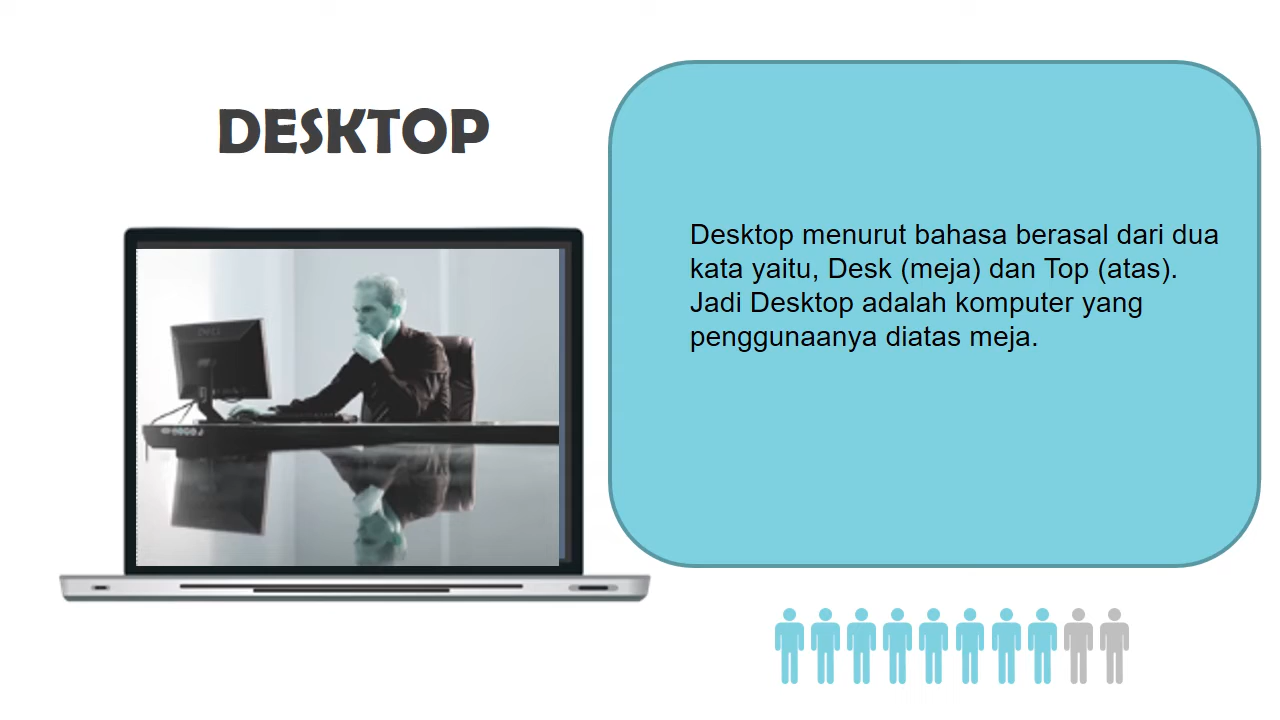 DESKTOP
Desktop menurut bahasa berasal dari dua
kata yaitu, Desk (meja) dan Top (atas).
Jadi Desktop adalah komputer yang
penggunaanya diatas meja.